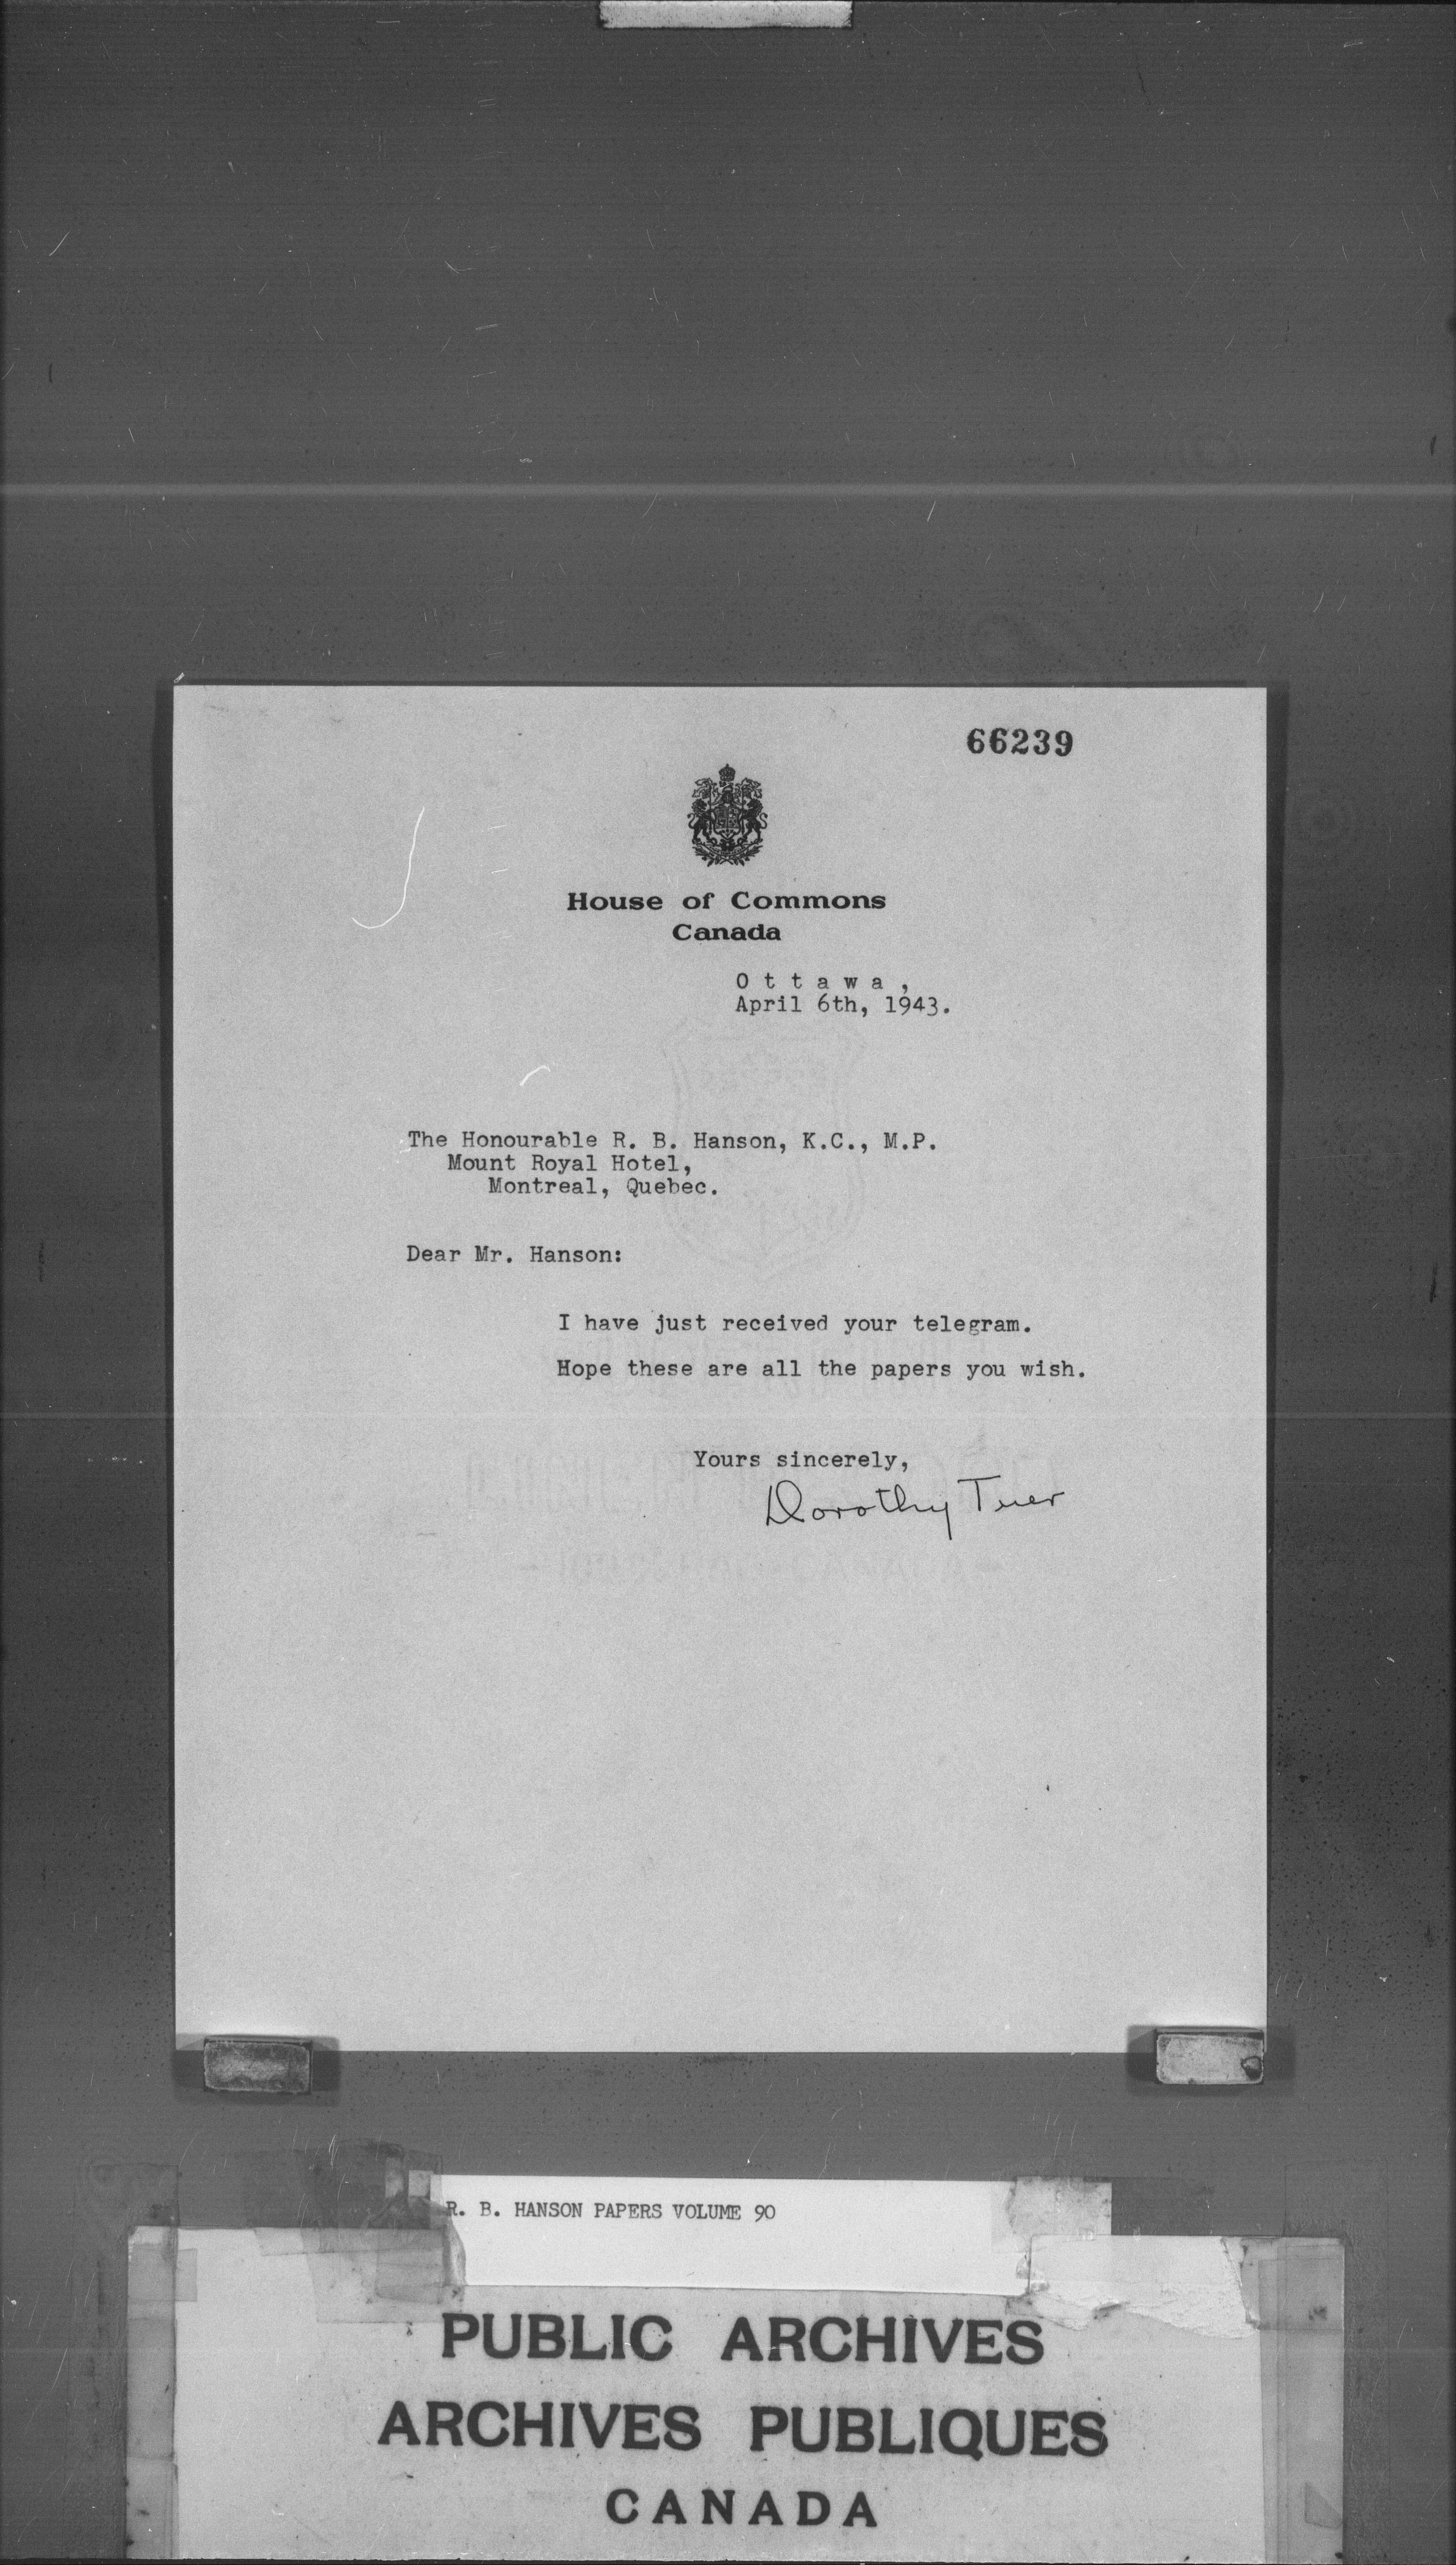 66239
House of Commons
Canada
Ottawa,
April 6th, 1943.
The Honourable R. B. Hanson, K.C., M.P.
Mount Royal Hotel,
Montreal, Quebec.
Dear Mr. Hanson:
I have just received your telegram.
Hope these are all the papers you wish.
Yours sincerely,
Dorothy Tuer
R. B. HANSON PAPERS VOLUME 90
PUBLIC ARCHIVES
ARCHIVES PUBLIQUES
CANADA